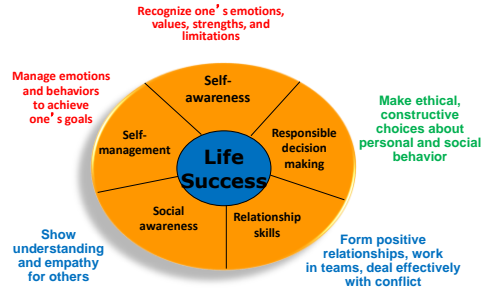 Recognize one's emotions,
values, strengths, and
limitations
Manage emotions
and behaviors
to achieve
one's goals
Self-
awareness
Make ethical,
constructive
choices about
personal and social
behavior
Self-
management
Responsible
decision
making
Life
Success
Social
awareness
Relationship
skills
Show
understanding
and empathy
for others
Form positive
relationships, work
in teams, deal effectively
with conflict